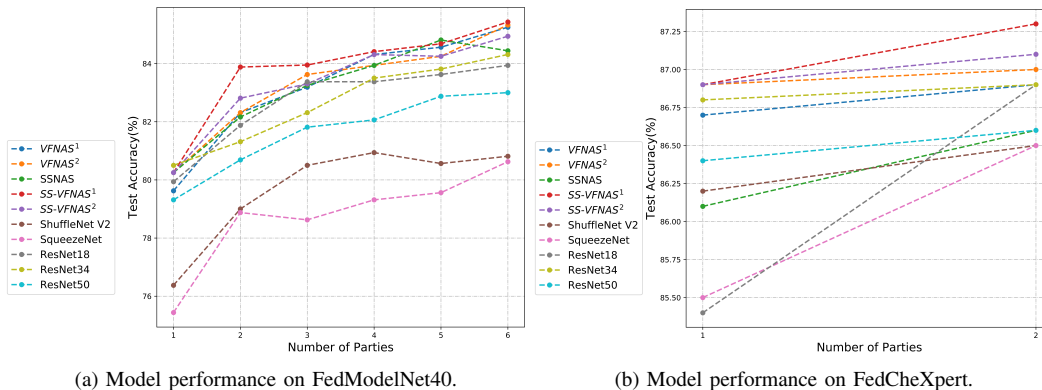 Test Accuracy(%)
84
82
80
78
76
1 2 3 4 5 6
Number of Parties
VFNAS¹
VFNAS²
SSNAS
SS-VFNAS¹
SS-VFNAS²
ShuffleNet V2
SqueezeNet
ResNet18
ResNet34
ResNet50
(a) Model performance on FedModelNet40.
Test Accuracy(%)
87.25
87.00
86.75
86.50
86.25
86.00
85.75
85.50
1 2
Number of Parties
VFNAS¹
VFNAS²
SSNAS
SS-VFNAS¹
SS-VFNAS²
ShuffleNet V2
SqueezeNet
ResNet18
ResNet34
ResNet50
(b) Model performance on FedCheXpert.